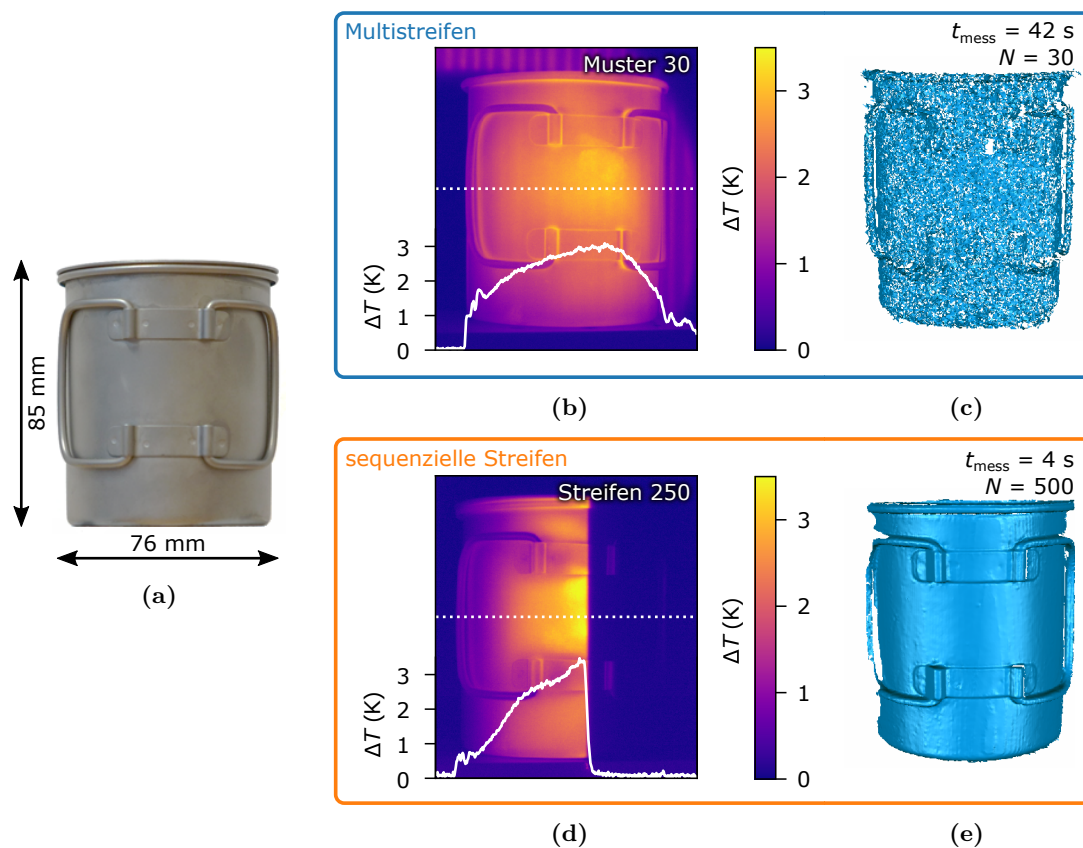 85 mm
76 mm
(a)
Multistreifen
Muster 30
3
2
1
0
ΔT (K)
3
2
1
0
ΔT (K)
t_mess = 42 s
N = 30
(b)
(c)
sequenzielle Streifen
Streifen 250
3
2
1
0
ΔT (K)
3
2
1
0
ΔT (K)
t_mess = 4 s
N = 500
(d)
(e)